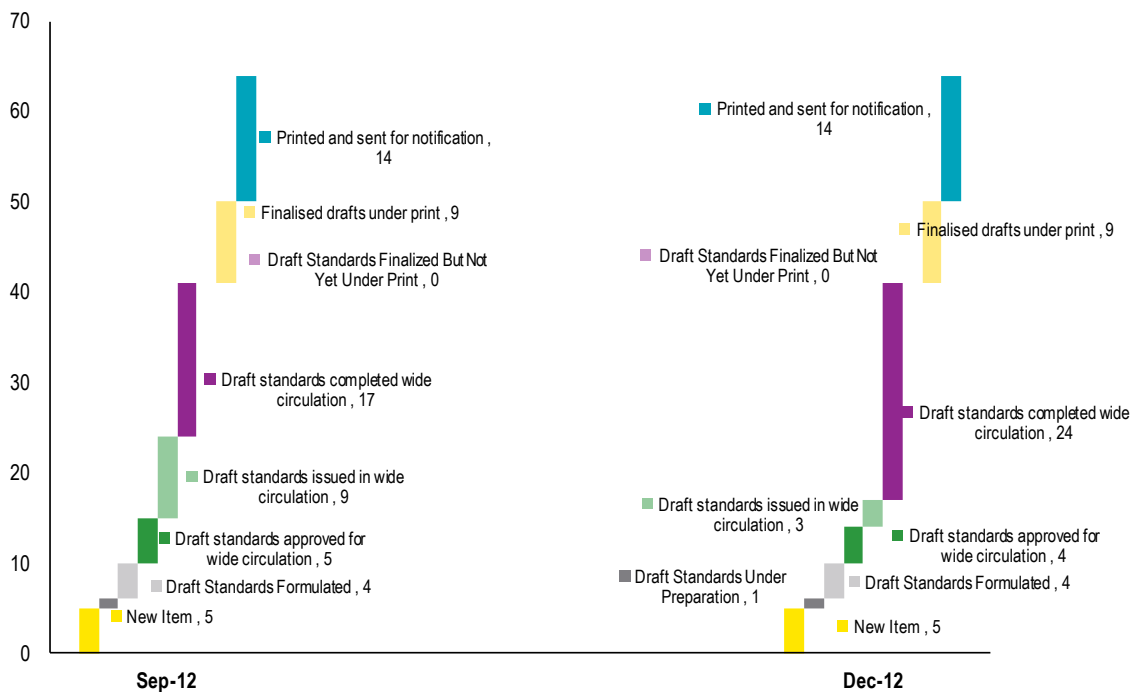 70
60
50
40
30
20
10
0
Printed and sent for notification ,
14
Finalised drafts under print , 9
Draft Standards Finalized But Not
Yet Under Print , 0
Draft standards completed wide
circulation , 17
Draft standards issued in wide
circulation , 9
Draft standards approved for
wide circulation , 5
Draft Standards Formulated , 4
New Item , 5
Sep-12
Printed and sent for notification ,
14
Finalised drafts under print , 9
Draft Standards Finalized But Not
Yet Under Print , 0
Draft standards completed wide
circulation , 24
Draft standards issued in wide
circulation , 3
Draft standards approved for
wide circulation , 4
Draft Standards Under
Preparation , 1
Draft Standards Formulated , 4
New Item , 5
Dec-12